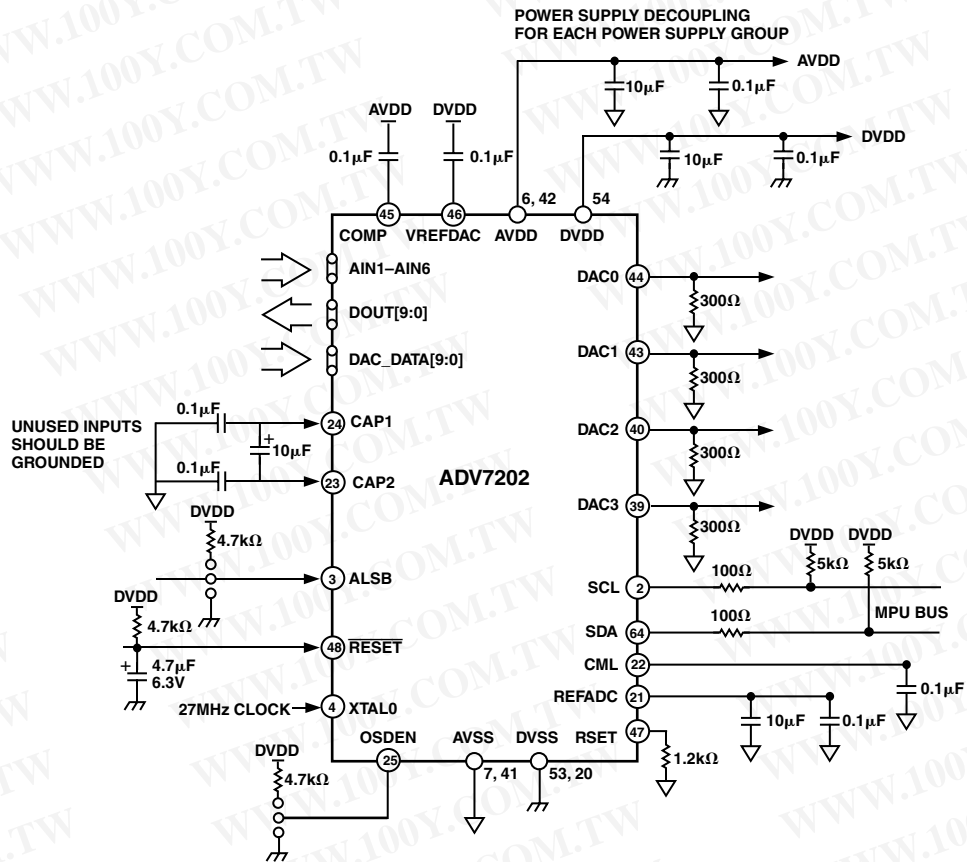 POWER SUPPLY DECOUPLING
FOR EACH POWER SUPPLY GROUP
AVDD
10μF
0.1μF
AVDD
DVDD
DVDD
0.1μF
0.1μF
10μF
0.1μF
45
46
6, 42
54
COMP
VREFDAC
AVDD
DVDD
AIN1–AIN6
DOUT[9:0]
DAC_DATA[9:0]
DAC0
44
300Ω
DAC1
43
300Ω
DAC2
40
300Ω
DAC3
39
300Ω
UNUSED INPUTS
SHOULD BE
GROUNDED
0.1μF
24
CAP1
+
10μF
0.1μF
23
CAP2
ADV7202
DVDD
4.7kΩ
3
ALSB
DVDD
4.7kΩ
48
RESET
+
4.7μF
6.3V
27MHz CLOCK
4
XTAL0
DVDD
DVDD
5kΩ
5kΩ
100Ω
SCL
2
MPU BUS
100Ω
SDA
64
CML
22
0.1μF
REFADC
21
10μF
0.1μF
RSET
47
1.2kΩ
OSDEN
25
AVSS
7, 41
DVSS
53, 20
DVDD
4.7kΩ
WWW.100Y.COM.TW